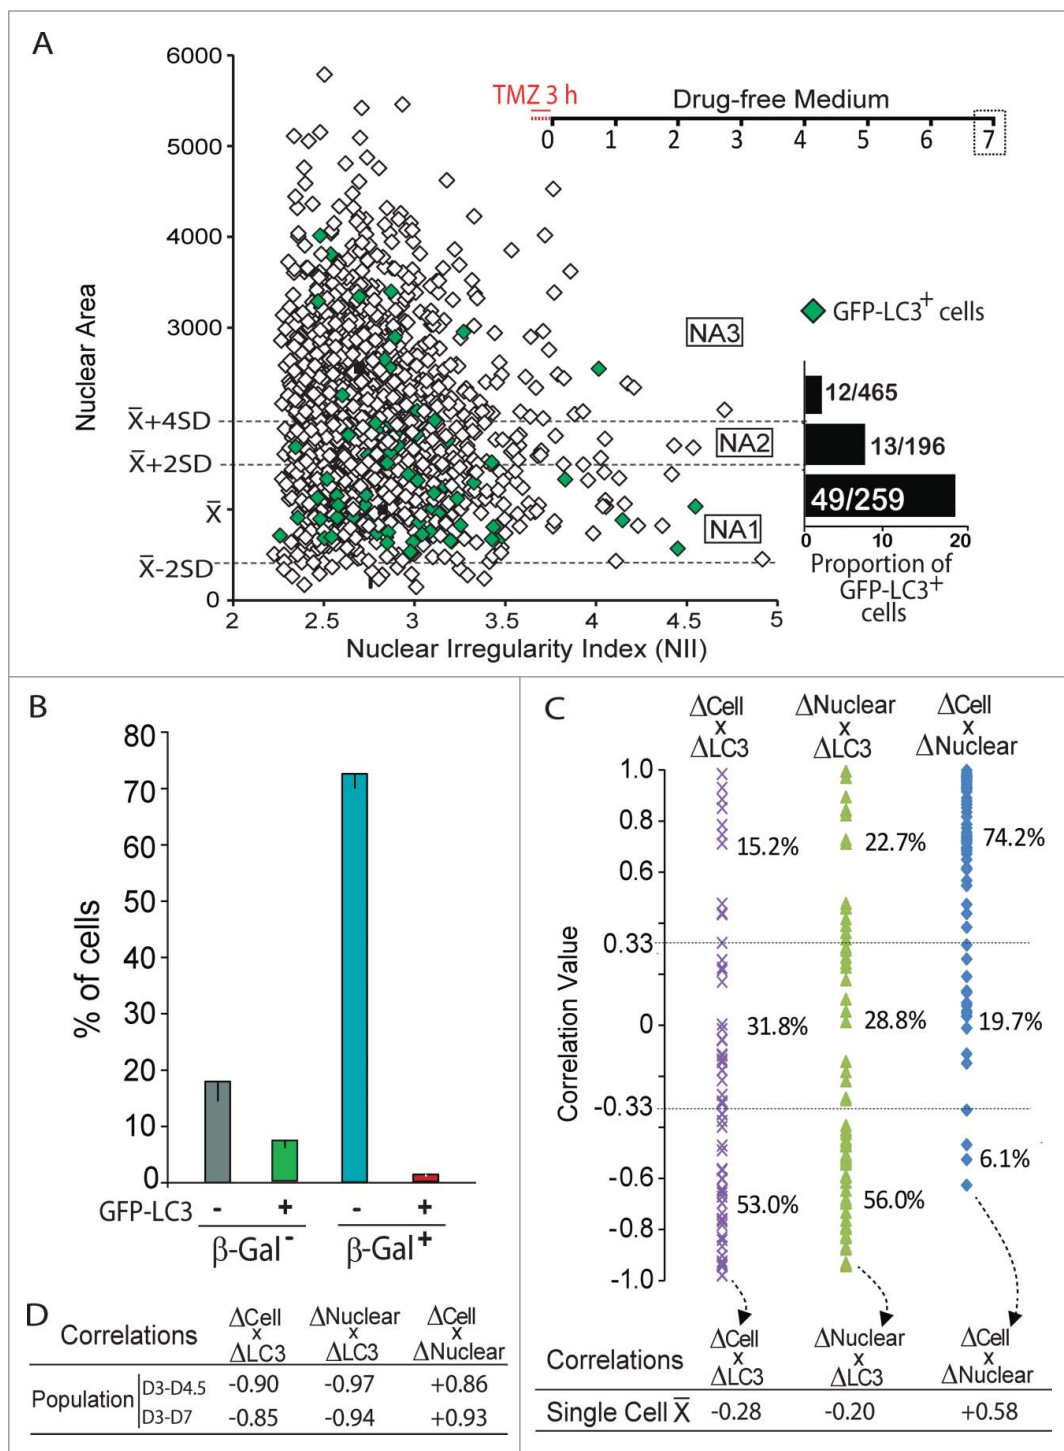 A
6000
5000
4000
3000
0
Nuclear Area
X̅+4SD
X̅+2SD
X̅
X̅-2SD
2
2.5
3
3.5
4
4.5
5
Nuclear Irregularity Index (NII)
TMZ 3 h
Drug-free Medium
0 1 2 3 4 5 6 7
GFP-LC3+ cells
NA3
NA2
NA1
12/465
13/196
49/259
0 10 20
Proportion of
GFP-LC3+
cells
B
80
70
60
50
40
30
20
10
0
% of cells
GFP-LC3 - + - +
β-Gal- β-Gal+
C
ΔCell x ΔLC3
ΔNuclear x ΔLC3
ΔCell x ΔNuclear
1.0
0.8
0.6
0.33
0
-0.33
-0.6
-0.8
-1.0
Correlation Value
15.2% 22.7% 74.2%
31.8% 28.8% 19.7%
53.0% 56.0% 6.1%
Correlations
ΔCell x ΔLC3
ΔNuclear x ΔLC3
ΔCell x ΔNuclear
Single Cell X̅ -0.28 -0.20 +0.58
D
Correlations
ΔCell x ΔLC3
ΔNuclear x ΔLC3
ΔCell x ΔNuclear
Population
D3-D4.5 -0.90 -0.97 +0.86
D3-D7 -0.85 -0.94 +0.93